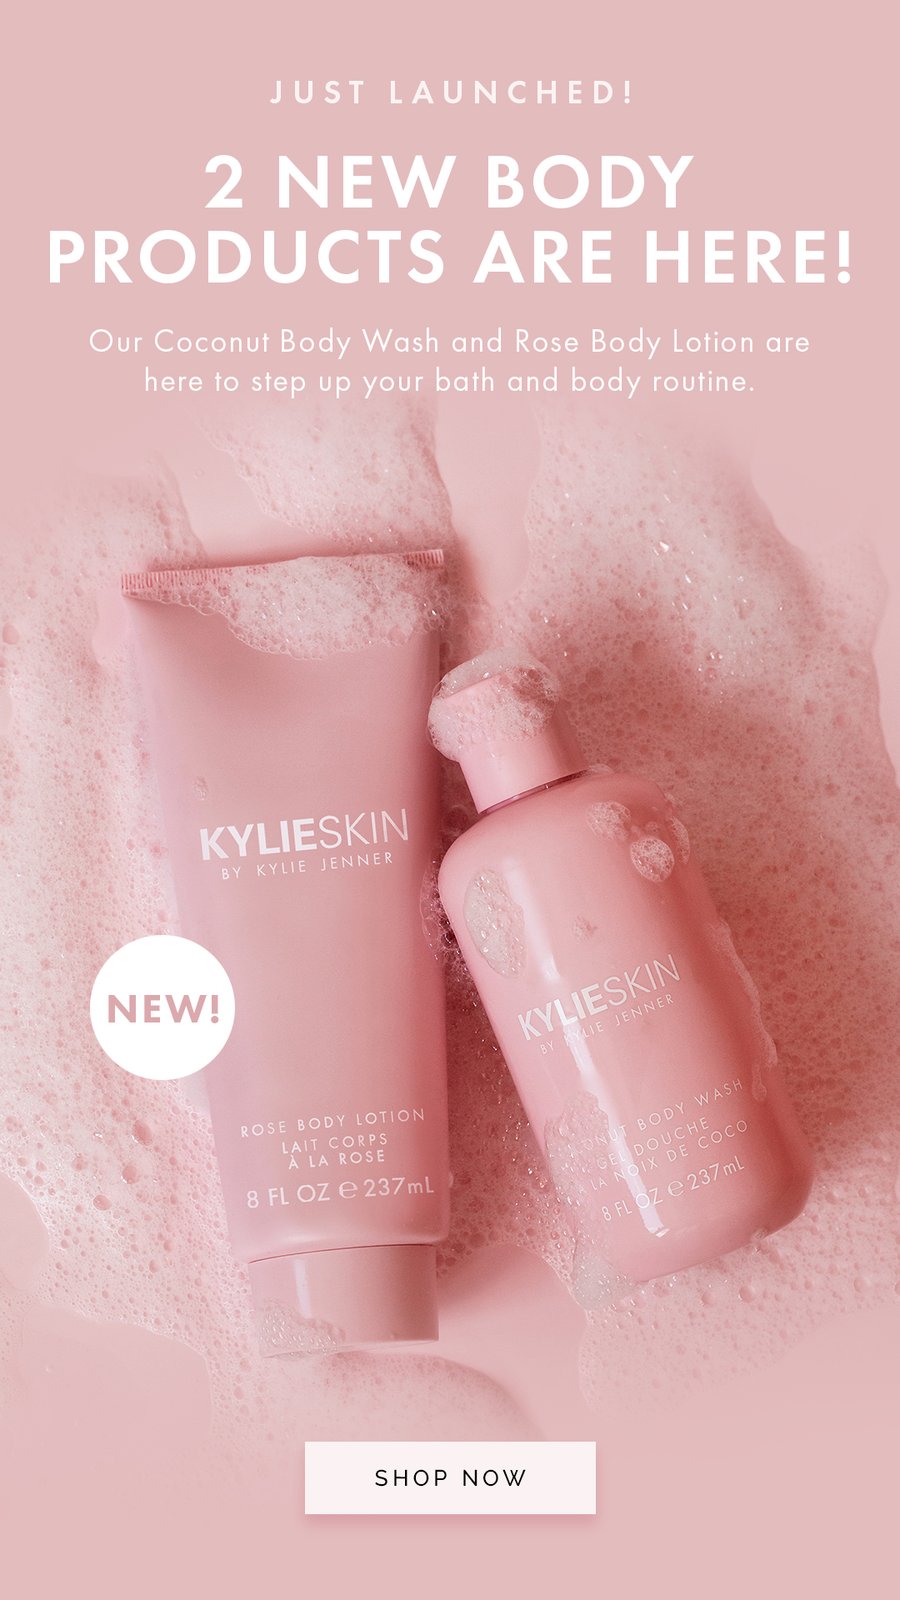 JUST LAUNCHED!
2 NEW BODY
PRODUCTS ARE HERE!
Our Coconut Body Wash and Rose Body Lotion are
here to step up your bath and body routine.
KYLIESKIN
BY KYLIE JENNER
NEW!
ROSE BODY LOTION
LAIT CORPS
À LA ROSE
8 FL OZ ℮ 237mL
KYLIESKIN
BY KYLIE JENNER
BODY WASH
GEL DOUCHE
NOIX DE COCO
8 FL OZ ℮ 237mL
SHOP NOW